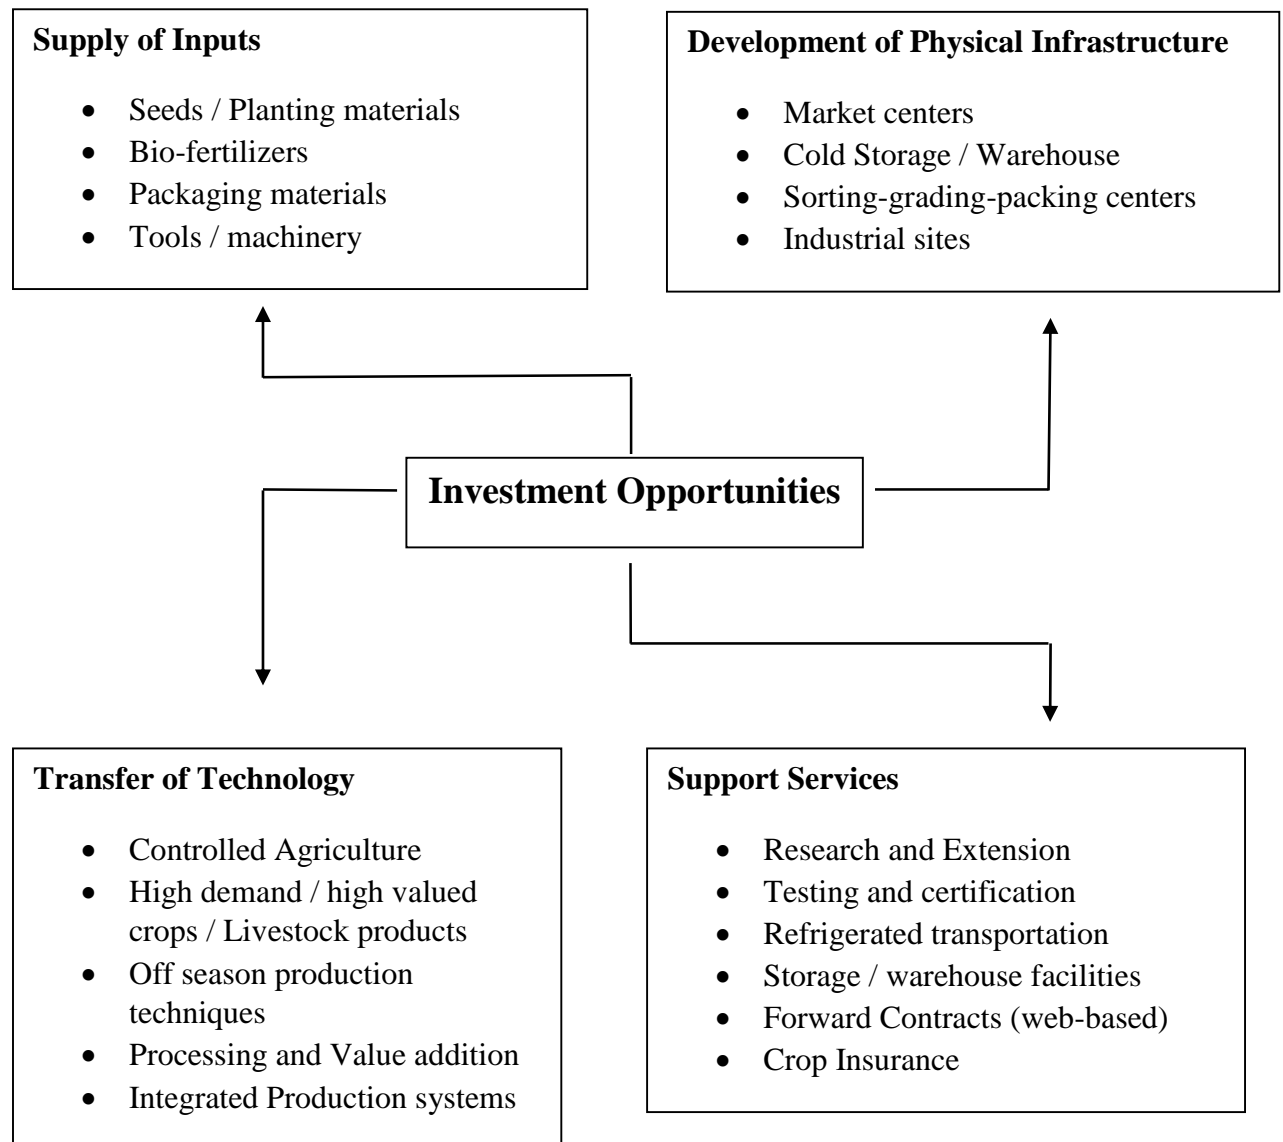 Supply of Inputs
• Seeds / Planting materials
• Bio-fertilizers
• Packaging materials
• Tools / machinery
Development of Physical Infrastructure
• Market centers
• Cold Storage / Warehouse
• Sorting-grading-packing centers
• Industrial sites
Investment Opportunities
Transfer of Technology
• Controlled Agriculture
• High demand / high valued
crops / Livestock products
• Off season production
techniques
• Processing and Value addition
• Integrated Production systems
Support Services
• Research and Extension
• Testing and certification
• Refrigerated transportation
• Storage / warehouse facilities
• Forward Contracts (web-based)
• Crop Insurance